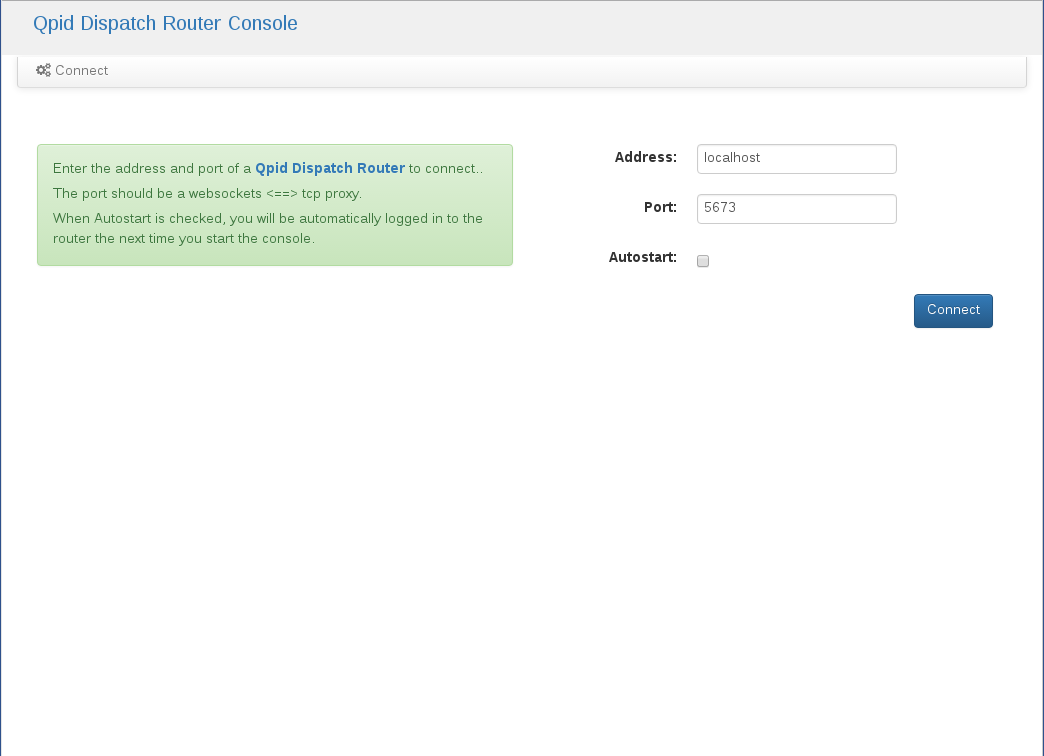 Qpid Dispatch Router Console
Connect
Enter the address and port of a Qpid Dispatch Router to connect..
The port should be a websockets <==> tcp proxy.
When Autostart is checked, you will be automatically logged in to the
router the next time you start the console.
Address: localhost
Port: 5673
Autostart:
Connect